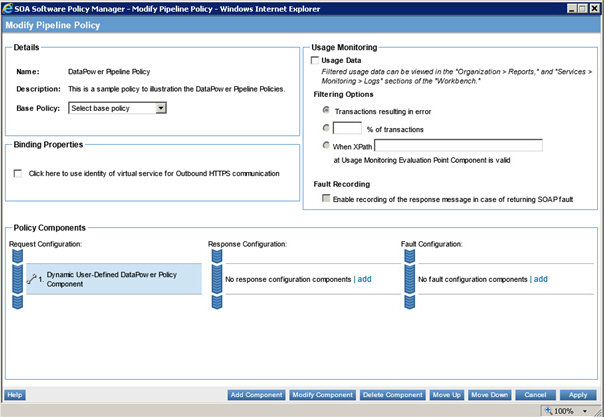 SOA Software Policy Manager - Modify Pipeline Policy - Windows Internet Explorer
Modify Pipeline Policy
Details
Name: DataPower Pipeline Policy
Description: This is a sample policy to illustration the DataPower Pipeline Policies.
Base Policy: Select base policy
Binding Properties
Click here to use identity of virtual service for Outbound HTTPS communication
Usage Monitoring
Usage Data
Filtered usage data can be viewed in the "Organization > Reports," and "Services >
Monitoring > Logs" sections of the "Workbench."
Filtering Options
Transactions resulting in error
% of transactions
When XPath
at Usage Monitoring Evaluation Point Component is valid
Fault Recording
Enable recording of the response message in case of returning SOAP fault
Policy Components
Request Configuration:
1. Dynamic User-Defined DataPower Policy
Component
Response Configuration:
No response configuration components | add
Fault Configuration:
No fault configuration components | add
Help
Add Component
Modify Component
Delete Component
Move Up
Move Down
Cancel
Apply
100%